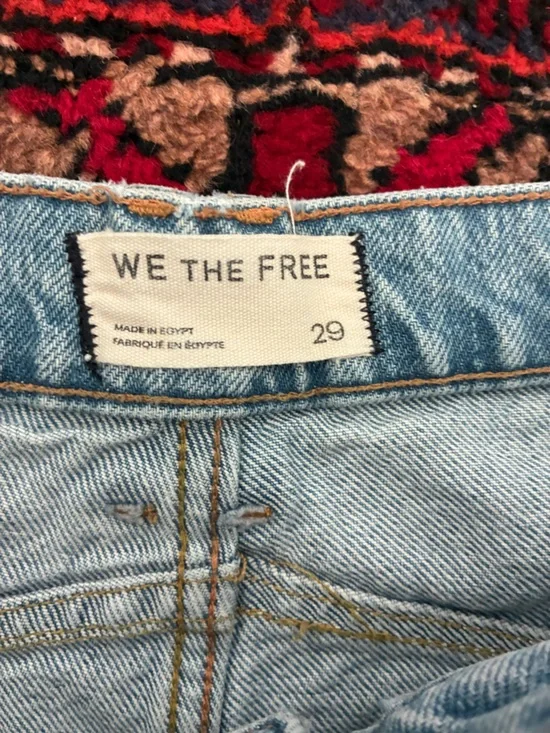 WE THE FREE
MADE IN EGYPT
FABRIQUÉ EN ÉGYPTE
29